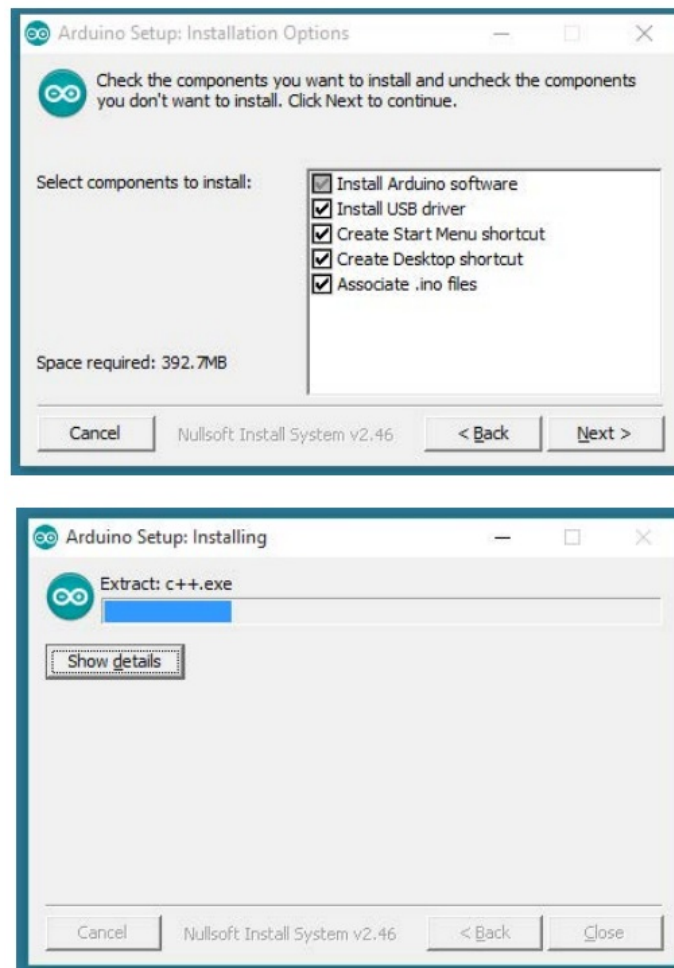 Arduino Setup: Installation Options
Check the components you want to install and uncheck the components
you don't want to install. Click Next to continue.
Select components to install:
Install Arduino software
Install USB driver
Create Start Menu shortcut
Create Desktop shortcut
Associate .ino files
Space required: 392.7MB
Cancel Nullsoft Install System v2.46 < Back Next >
Arduino Setup: Installing
Extract: c++.exe
Show details
Cancel Nullsoft Install System v2.46 < Back Close